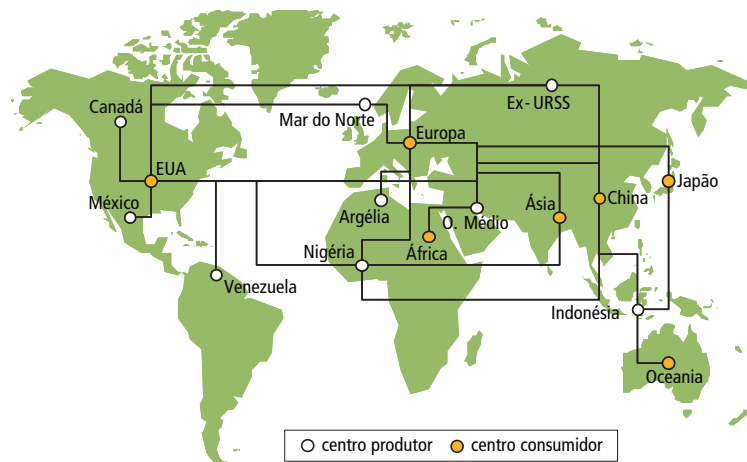 Canadá
Mar do Norte
Ex-URSS
Europa
EUA
México
Argélia
O. Médio
Ásia
China
Japão
Nigéria
África
Venezuela
Indonésia
Oceania
centro produtor
centro consumidor